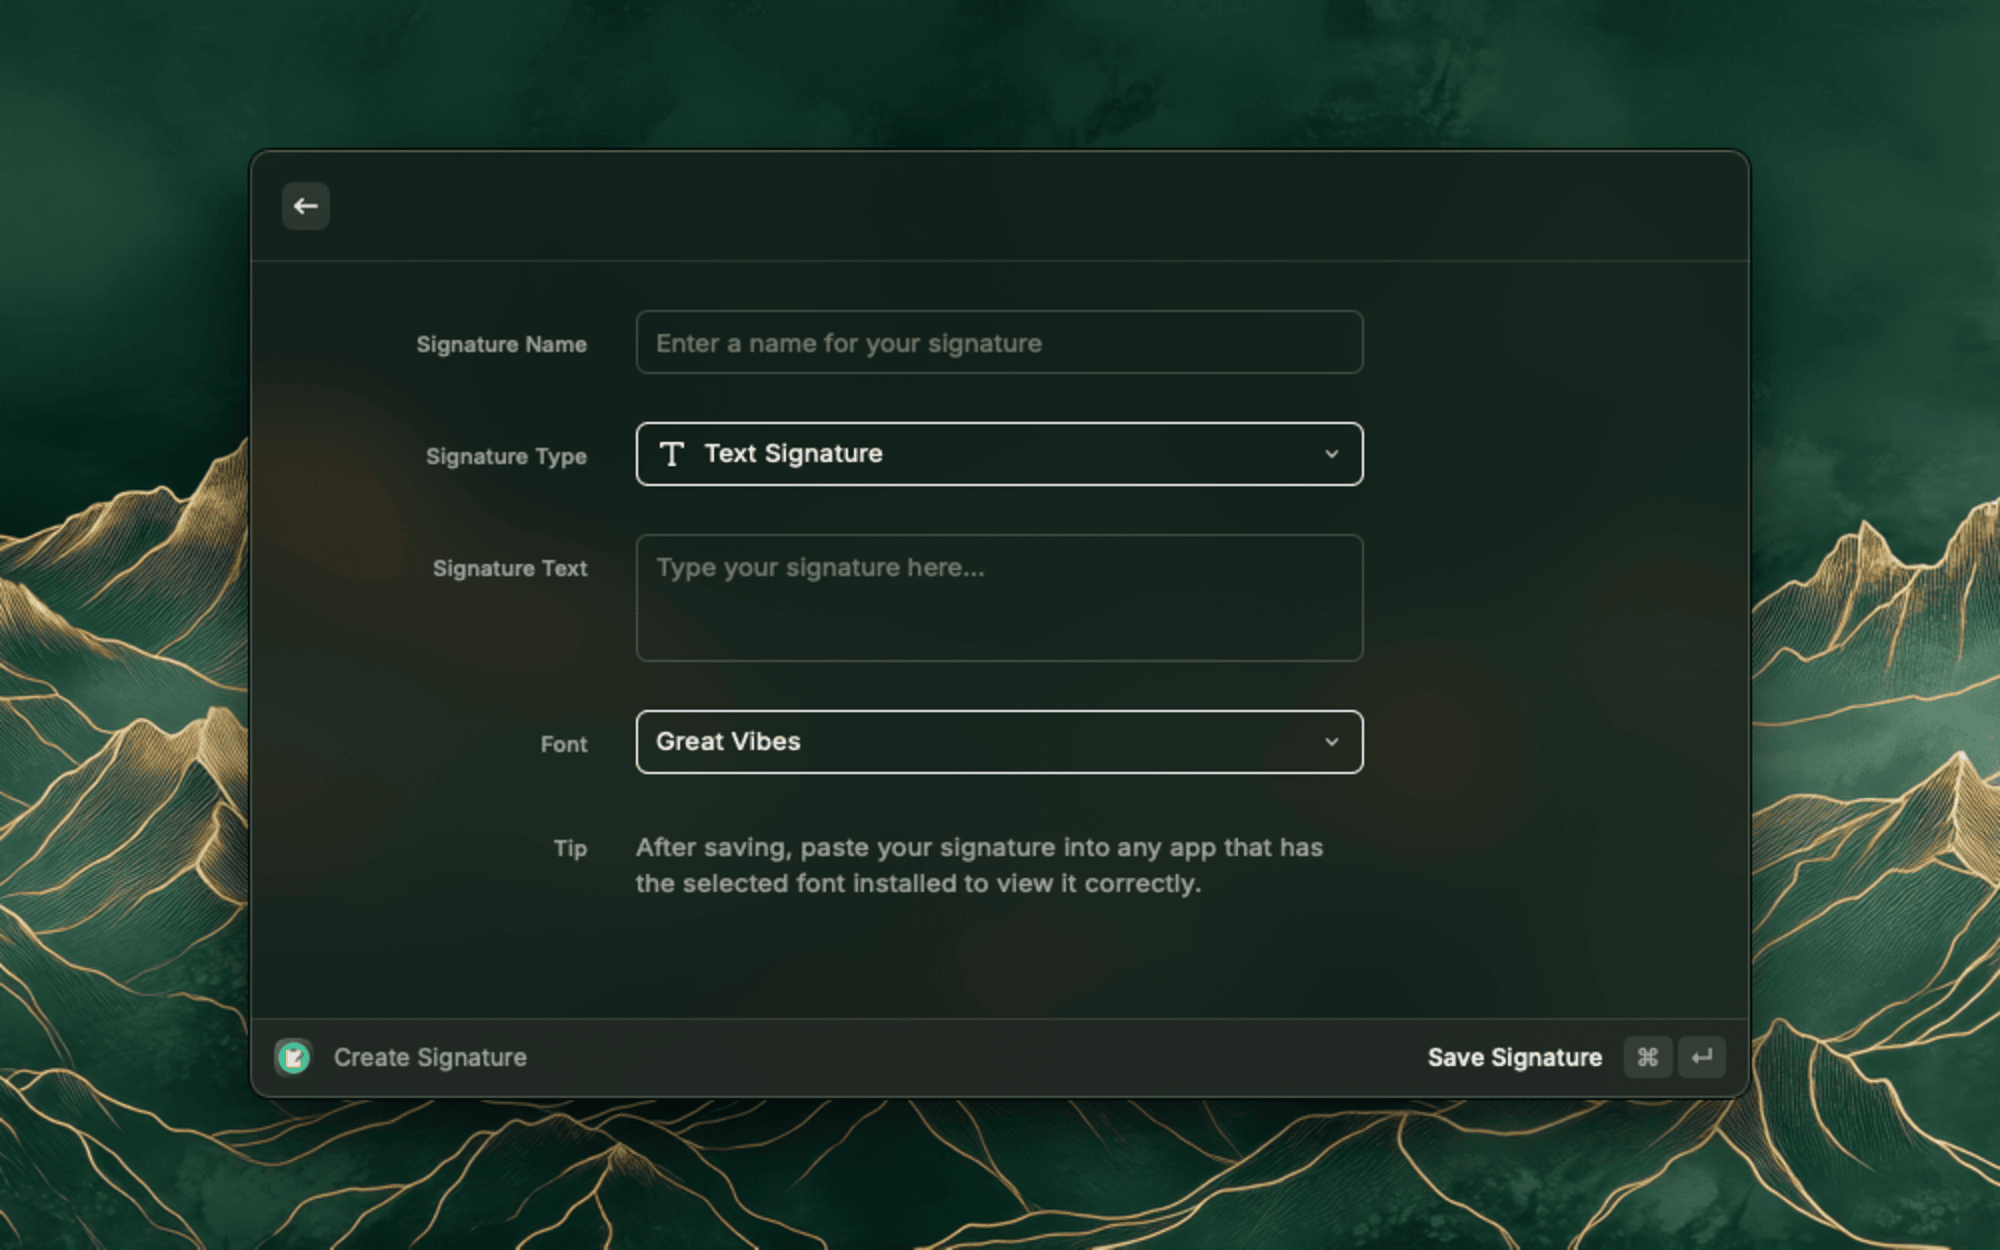 Signature Name
Enter a name for your signature
Signature Type
Text Signature
Signature Text
Type your signature here...
Font
Great Vibes
Tip
After saving, paste your signature into any app that has
the selected font installed to view it correctly.
Create Signature
Save Signature ⌘ ↵